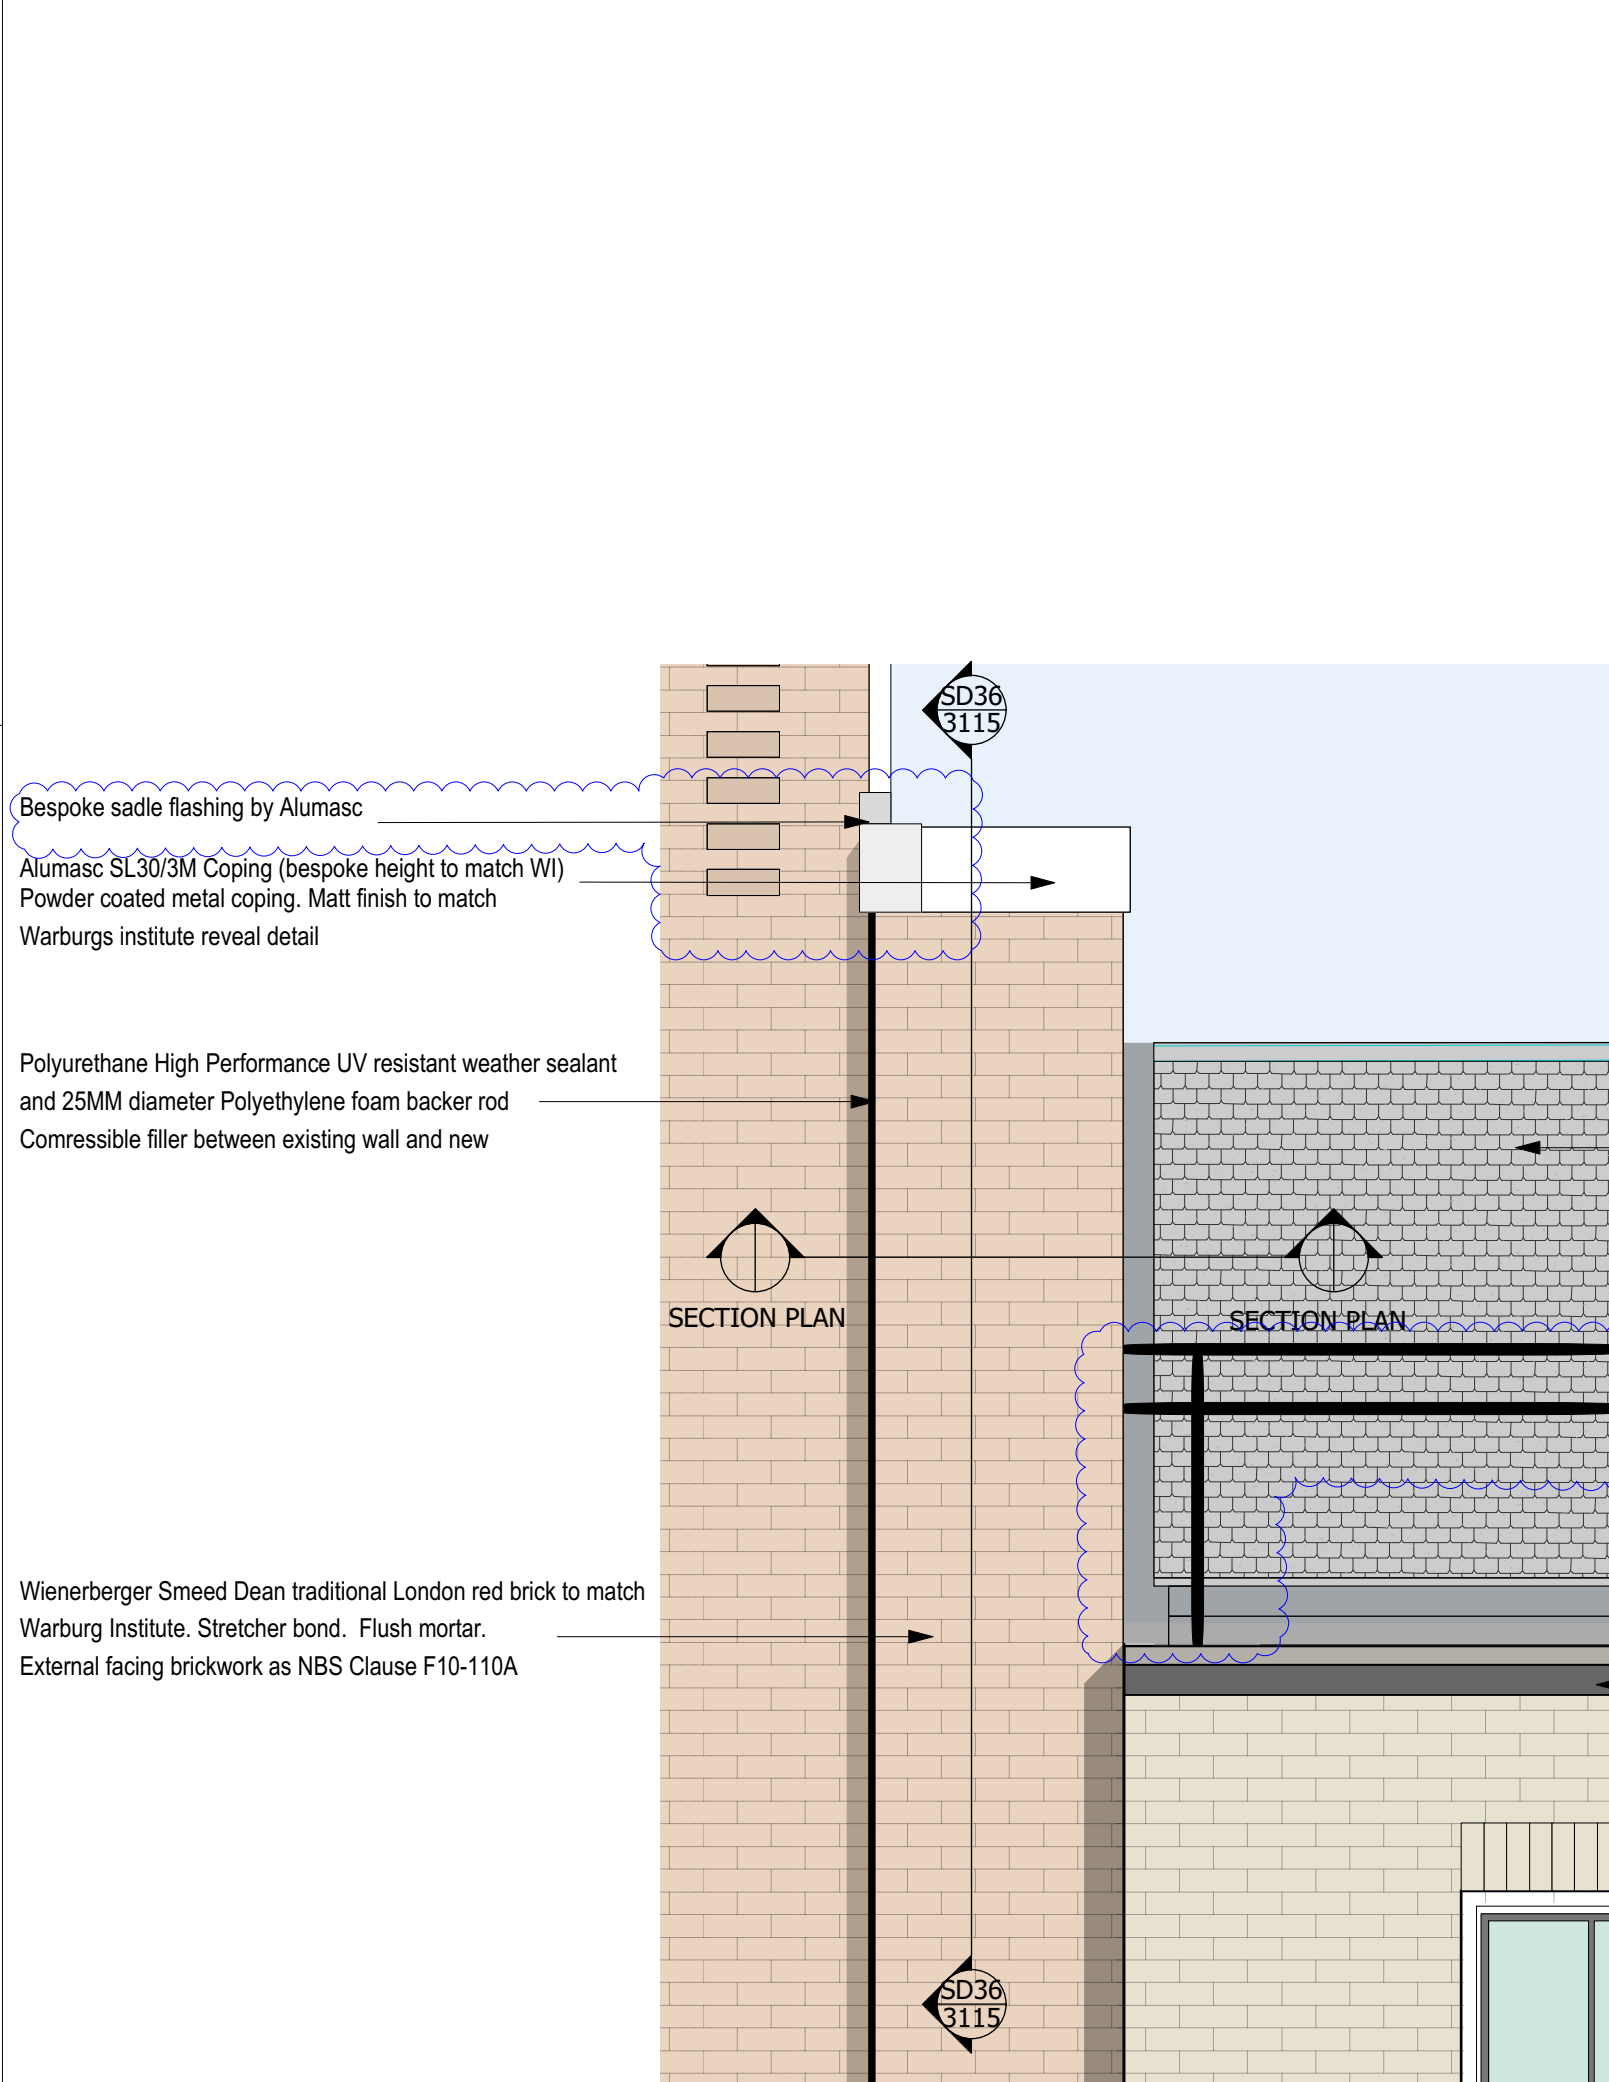 SD36
3115
Bespoke sadle flashing by Alumasc
Alumasc SL30/3M Coping (bespoke height to match WI)
Powder coated metal coping. Matt finish to match
Warburgs institute reveal detail
Polyurethane High Performance UV resistant weather sealant
and 25MM diameter Polyethylene foam backer rod
Comressible filler between existing wall and new
SECTION PLAN
SECTION PLAN
Wienerberger Smeed Dean traditional London red brick to match
Warburg Institute. Stretcher bond. Flush mortar.
External facing brickwork as NBS Clause F10-110A
SD36
3115